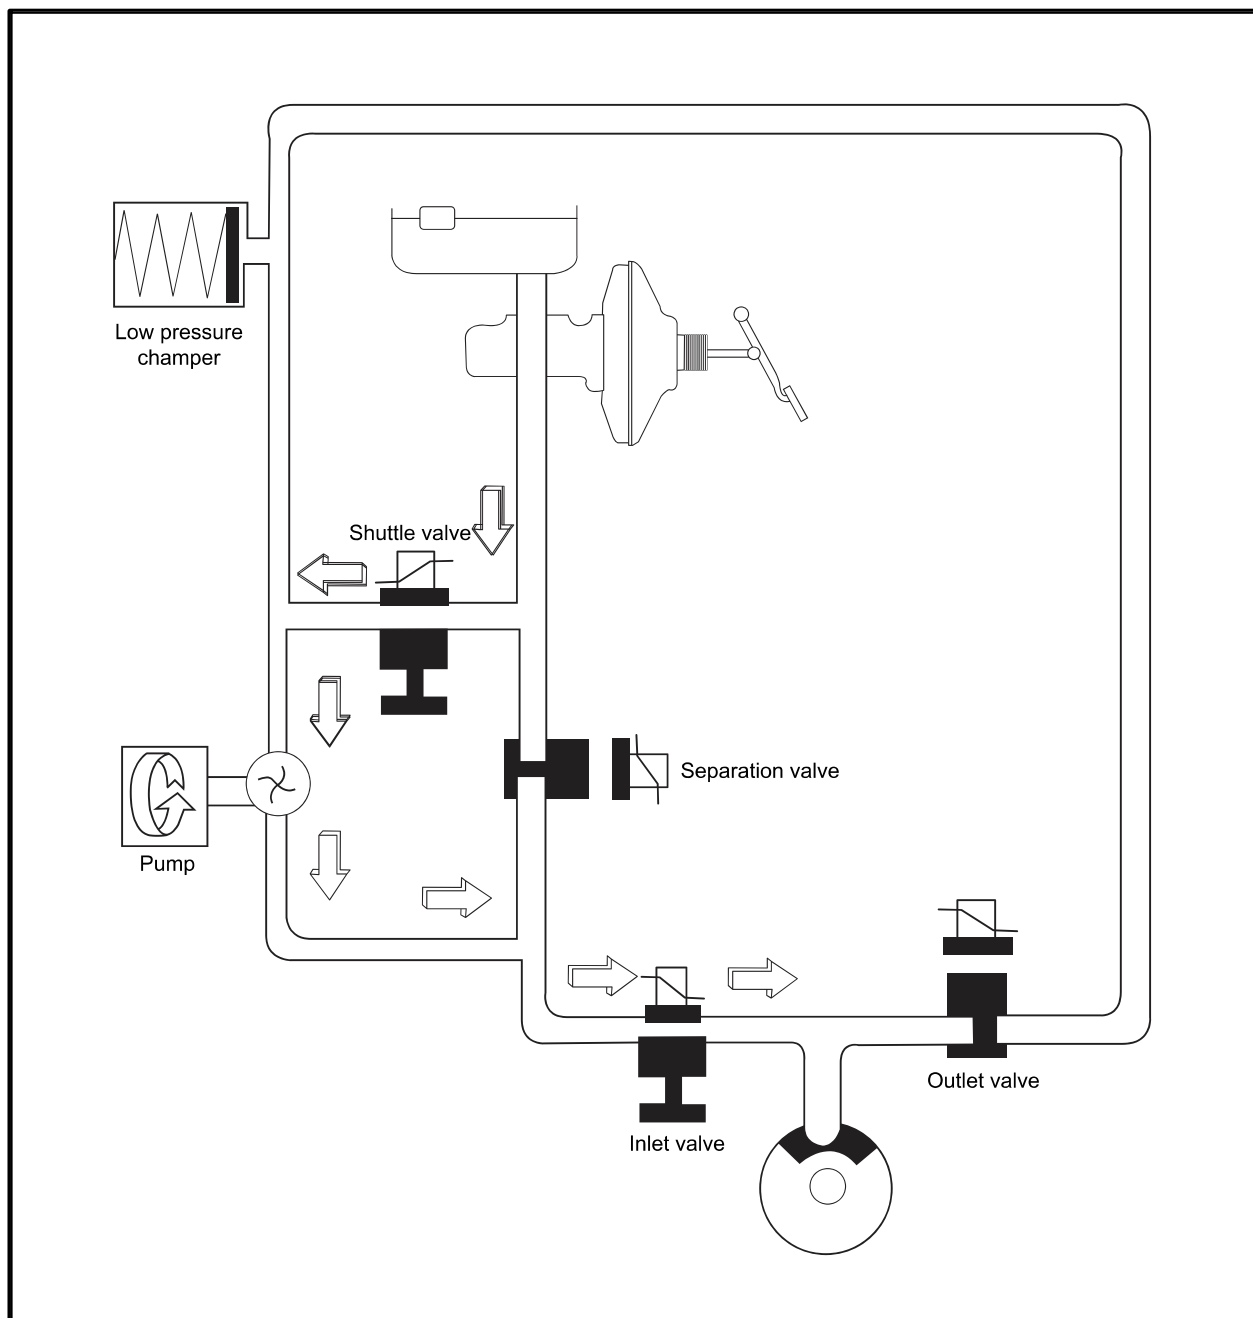 Low pressure
champer
Shuttle valve
Separation valve
Pump
Outlet valve
Inlet valve